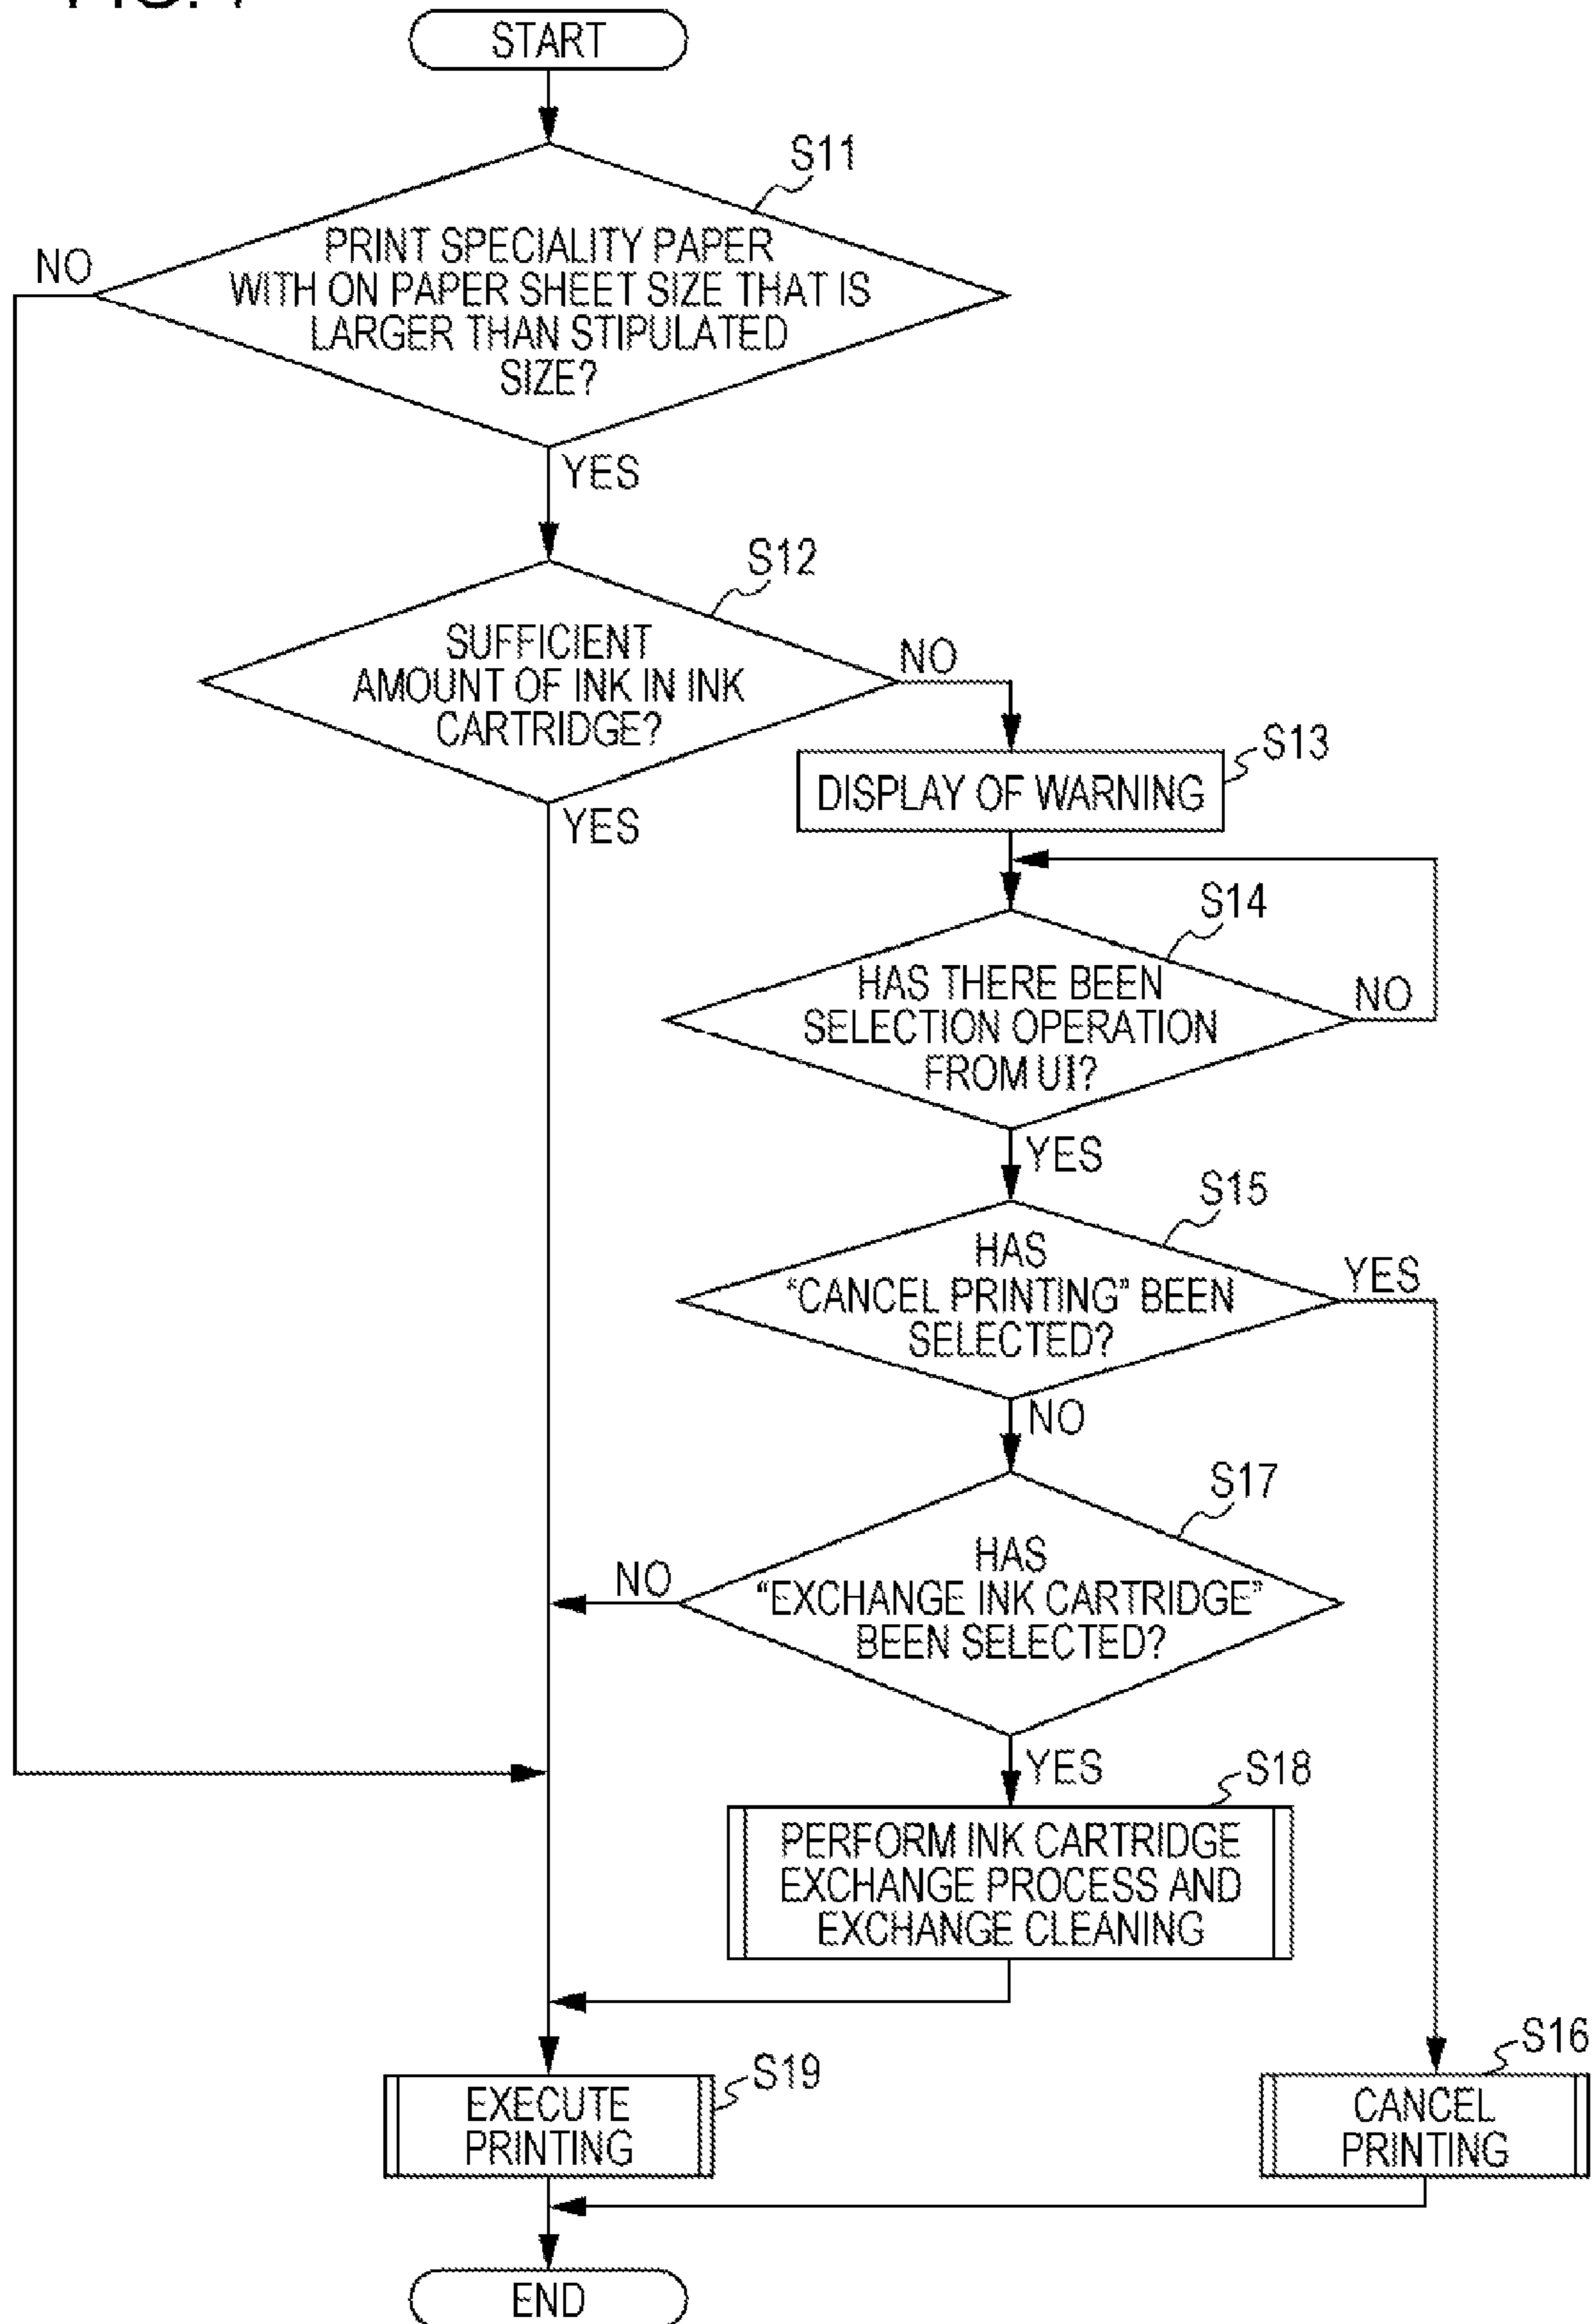 START
S11
PRINT SPECIALITY PAPER
WITH ON PAPER SHEET SIZE THAT IS
LARGER THAN STIPULATED
SIZE?
NO
YES
S12
SUFFICIENT
AMOUNT OF INK IN INK
CARTRIDGE?
NO
YES
S13
DISPLAY OF WARNING
S14
HAS THERE BEEN
SELECTION OPERATION
FROM UI?
NO
YES
S15
HAS
“CANCEL PRINTING” BEEN
SELECTED?
YES
NO
S17
HAS
“EXCHANGE INK CARTRIDGE”
BEEN SELECTED?
NO
YES
S18
PERFORM INK CARTRIDGE
EXCHANGE PROCESS AND
EXCHANGE CLEANING
S19
EXECUTE
PRINTING
S16
CANCEL
PRINTING
END